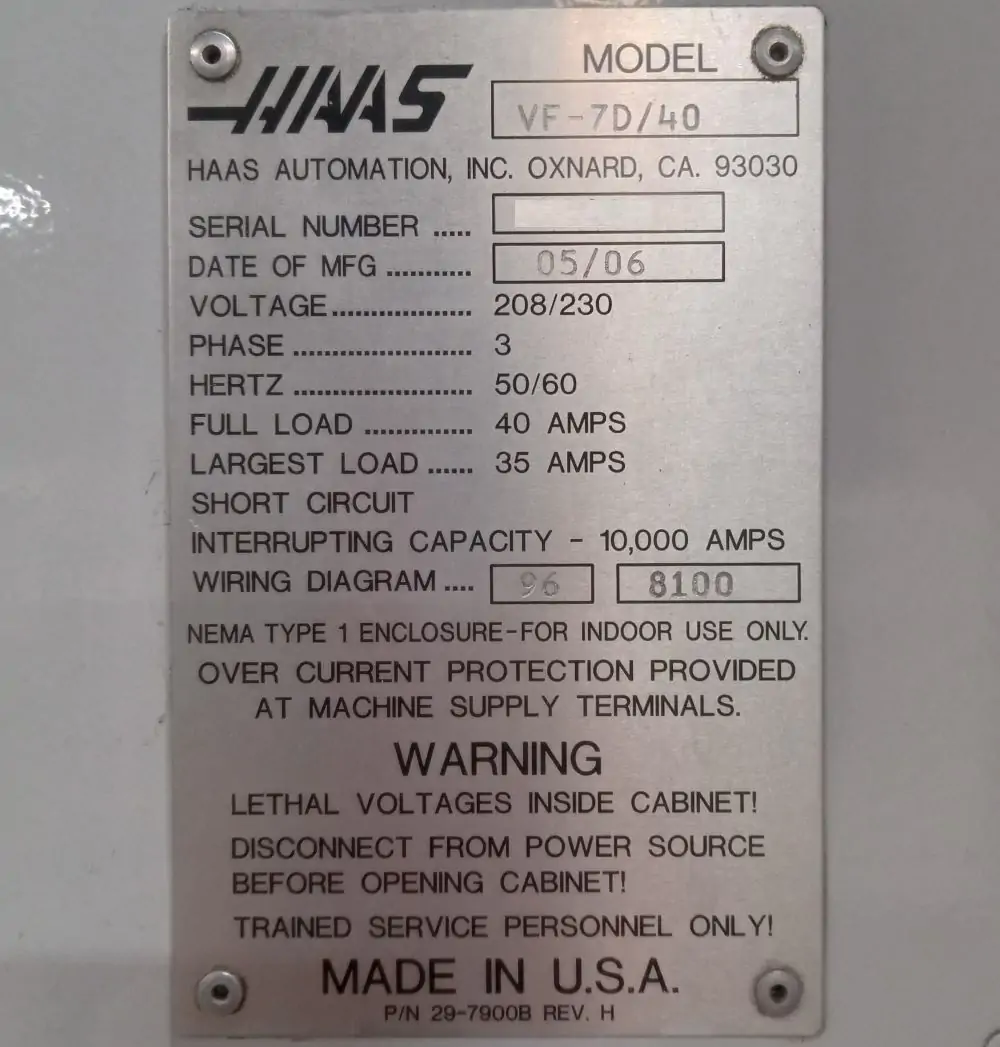 HAAS
MODEL
VF-7D/40
HAAS AUTOMATION, INC. OXNARD, CA. 93030
SERIAL NUMBER .....
DATE OF MFG ........... 05/06
VOLTAGE.................. 208/230
PHASE ....................... 3
HERTZ ....................... 50/60
FULL LOAD .............. 40 AMPS
LARGEST LOAD ...... 35 AMPS
SHORT CIRCUIT
INTERRUPTING CAPACITY - 10,000 AMPS
WIRING DIAGRAM .... 96 8100
NEMA TYPE 1 ENCLOSURE-FOR INDOOR USE ONLY.
OVER CURRENT PROTECTION PROVIDED
AT MACHINE SUPPLY TERMINALS.
WARNING
LETHAL VOLTAGES INSIDE CABINET!
DISCONNECT FROM POWER SOURCE
BEFORE OPENING CABINET!
TRAINED SERVICE PERSONNEL ONLY!
MADE IN U.S.A.
P/N 29-7900B REV. H